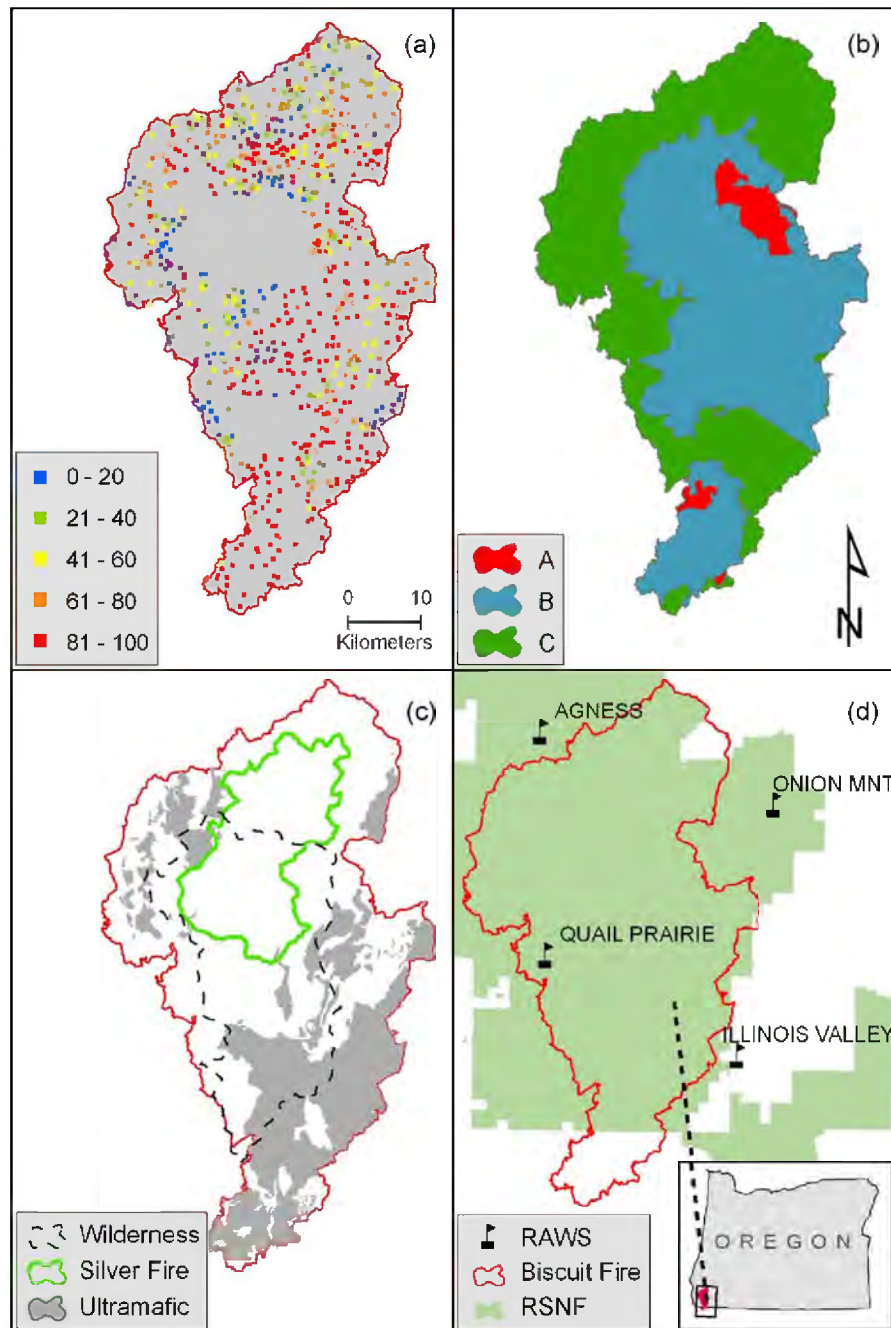 (a)
0 - 20
21 - 40
41 - 60
61 - 80
81 - 100
0 10
Kilometers
(b)
A
B
C
N
(c)
Wilderness
Silver Fire
Ultramafic
(d)
AGNESS
ONION MNT
QUAIL PRAIRIE
ILLINOIS VALLEY
RAWS
Biscuit Fire
RSNF
OREGON